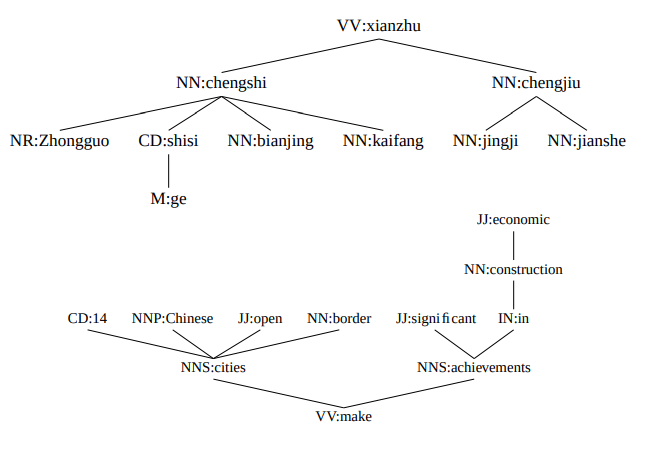 VV:xianzhu
NN:chengshi NN:chengjiu
NR:Zhongguo CD:shisi NN:bianjing NN:kaifang NN:jingji NN:jianshe
M:ge
JJ:economic
NN:construction
CD:14 NNP:Chinese JJ:open NN:border JJ:significant IN:in
NNS:cities NNS:achievements
VV:make